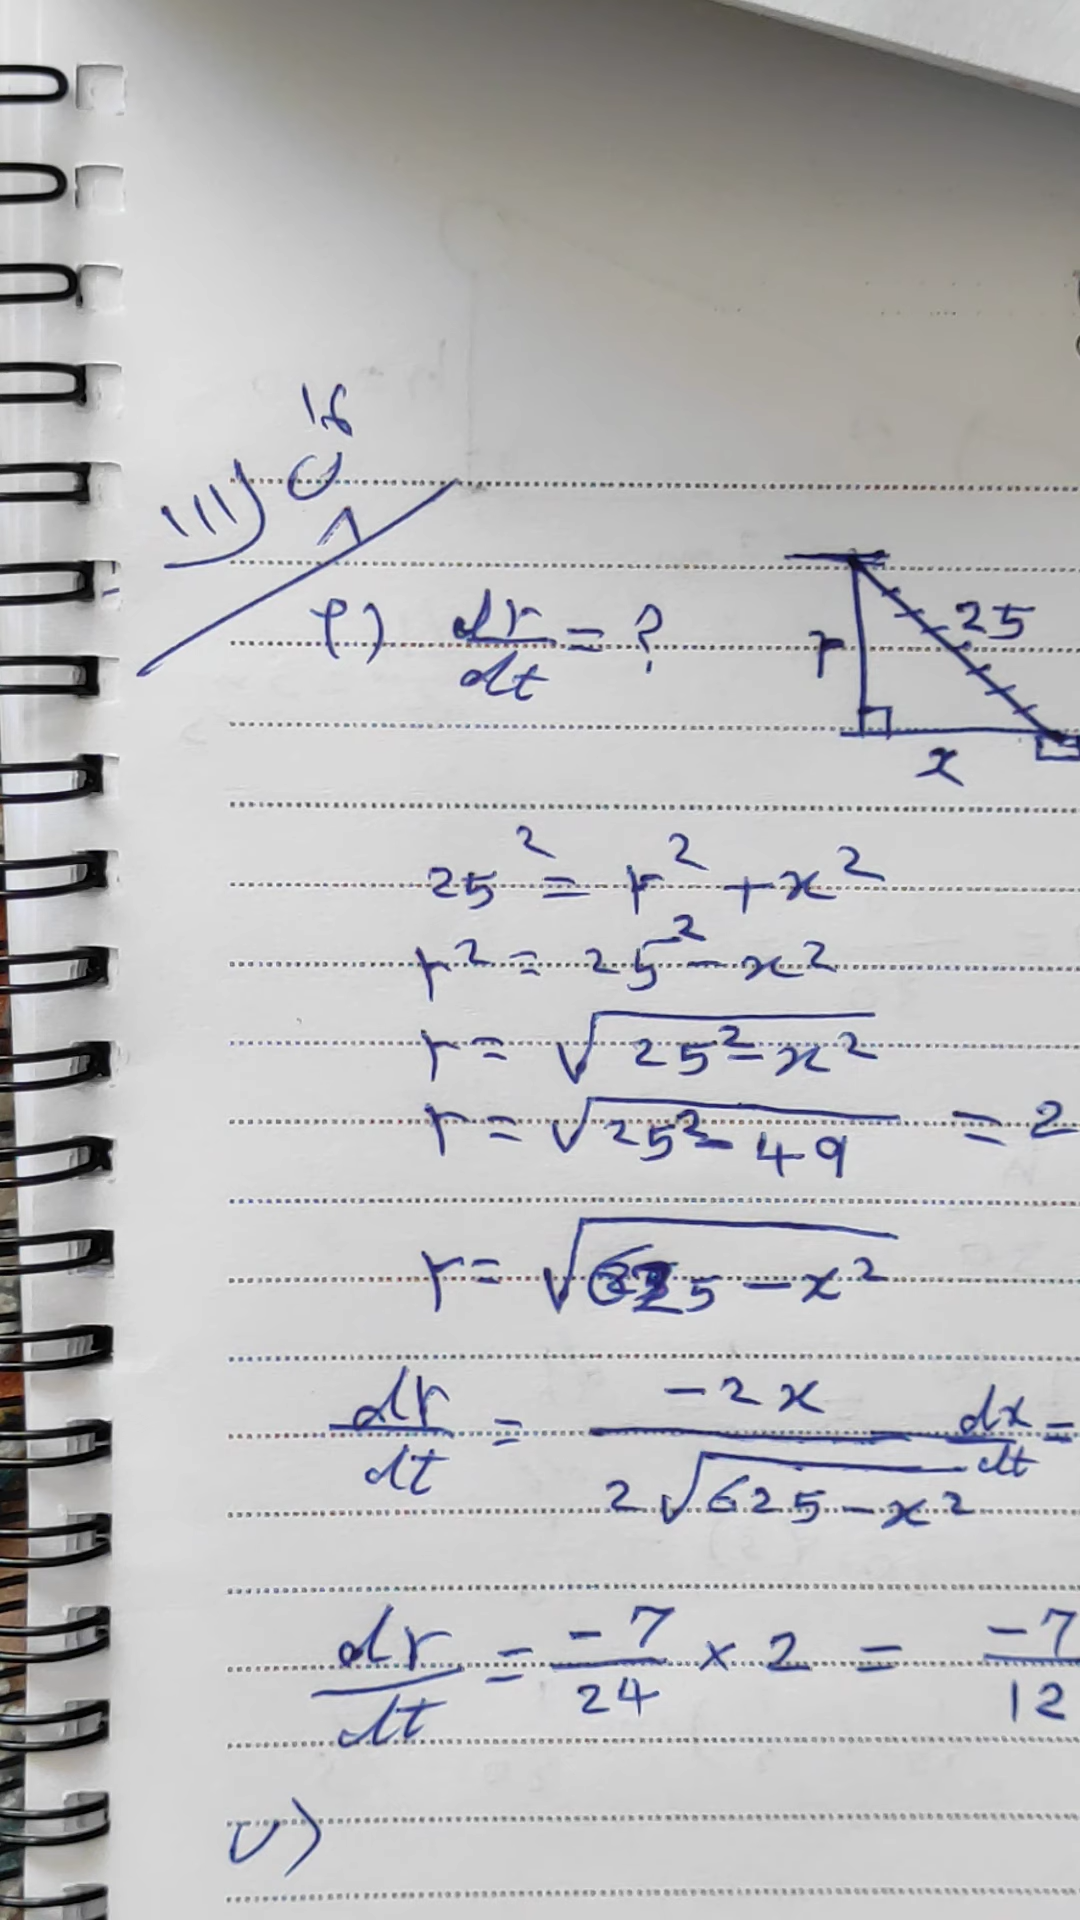 16
111)
P) dr/dt = ?
25
r
x
25² = r² + x²
r² = 25² - x²
r = √(25² - x²)
r = √(25² - 49) = 2
r = √(625 - x²)
dr/dt = -2x/(2√(625 - x²)) dx/dt =
dr/dt = -7/24 × 2 = -7/12